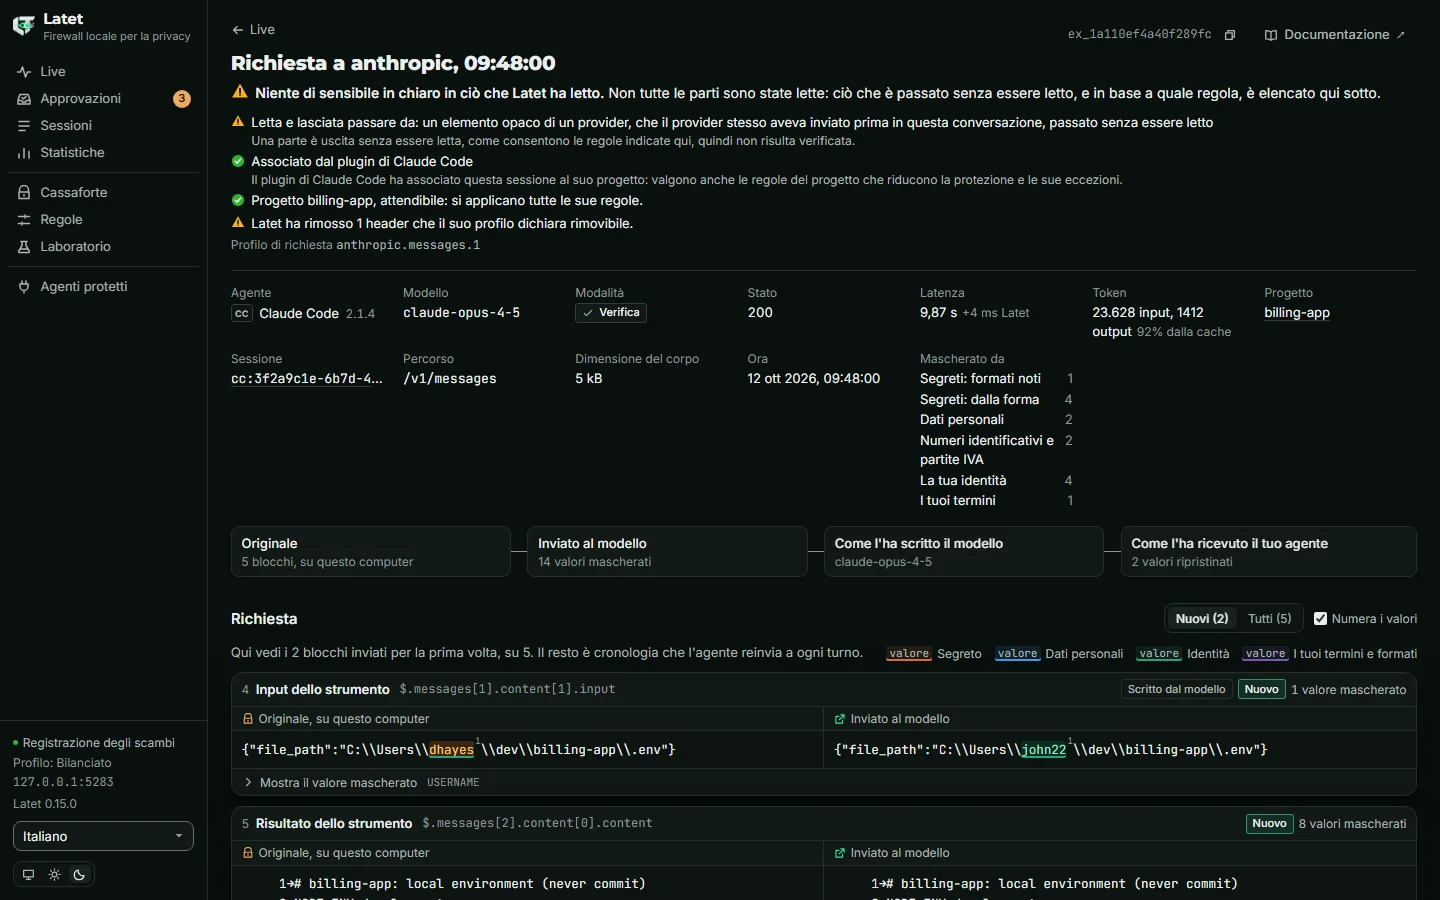 Latet
Firewall locale per la privacy
Live
Approvazioni 3
Sessioni
Statistiche
Cassaforte
Regole
Laboratorio
Agenti protetti
Registrazione degli scambi
Profilo: Bilanciato
127.0.0.1:5283
Latet 0.15.0
Italiano
← Live
ex_1a110ef4a40f289fc
Documentazione ↗
Richiesta a anthropic, 09:48:00
Niente di sensibile in chiaro in ciò che Latet ha letto. Non tutte le parti sono state lette: ciò che è passato senza essere letto, e in base a quale regola, è elencato qui sotto.
Letta e lasciata passare da: un elemento opaco di un provider, che il provider stesso aveva inviato prima in questa conversazione, passato senza essere letto
Una parte è uscita senza essere letta, come consentono le regole indicate qui, quindi non risulta verificata.
Associato dal plugin di Claude Code
Il plugin di Claude Code ha associato questa sessione al suo progetto: valgono anche le regole del progetto che riducono la protezione e le sue eccezioni.
Progetto billing-app, attendibile: si applicano tutte le sue regole.
Latet ha rimosso 1 header che il suo profilo dichiara rimovibile.
Profilo di richiesta anthropic.messages.1
Agente
CC Claude Code 2.1.4
Modello
claude-opus-4-5
Modalità
Verifica
Stato
200
Latenza
9,87 s +4 ms Latet
Token
23.628 input, 1412
output 92% dalla cache
Progetto
billing-app
Sessione
cc:3f2a9c1e-6b7d-4…
Percorso
/v1/messages
Dimensione del corpo
5 kB
Ora
12 ott 2026, 09:48:00
Mascherato da
Segreti: formati noti 1
Segreti: dalla forma 4
Dati personali 2
Numeri identificativi e 2
partite IVA
La tua identità 4
I tuoi termini 1
Originale
5 blocchi, su questo computer
Inviato al modello
14 valori mascherati
Come l'ha scritto il modello
claude-opus-4-5
Come l'ha ricevuto il tuo agente
2 valori ripristinati
Richiesta
Nuovi (2) Tutti (5) Numera i valori
Qui vedi i 2 blocchi inviati per la prima volta, su 5. Il resto è cronologia che l'agente reinvia a ogni turno.
valore Segreto valore Dati personali valore Identità valore I tuoi termini e formati
4 Input dello strumento $.messages[1].content[1].input
Scritto dal modello Nuovo 1 valore mascherato
Originale, su questo computer
Inviato al modello
{"file_path":"C:\\Users\\dhayes1\\dev\\billing-app\\.env"}
{"file_path":"C:\\Users\\john221\\dev\\billing-app\\.env"}
Mostra il valore mascherato USERNAME
5 Risultato dello strumento $.messages[2].content[0].content
Nuovo 8 valori mascherati
Originale, su questo computer
Inviato al modello
1→# billing-app: local environment (never commit)
1→# billing-app: local environment (never commit)